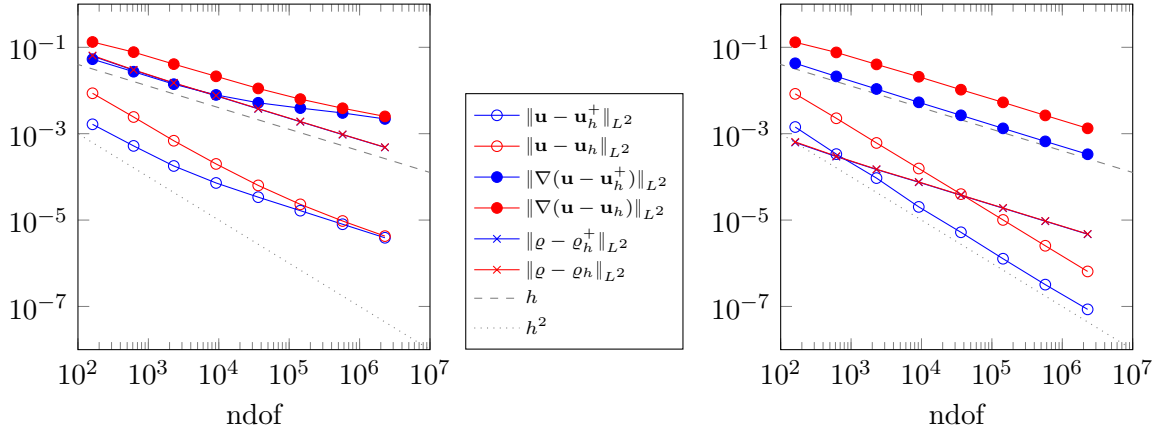 10^{-1}
10^{-3}
10^{-5}
10^{-7}
10^2 10^3 10^4 10^5 10^6 10^7
ndof
‖u − u_h^+‖_{L^2}
‖u − u_h‖_{L^2}
‖∇(u − u_h^+)‖_{L^2}
‖∇(u − u_h)‖_{L^2}
‖ϱ − ϱ_h^+‖_{L^2}
‖ϱ − ϱ_h‖_{L^2}
h
h^2
10^{-1}
10^{-3}
10^{-5}
10^{-7}
10^2 10^3 10^4 10^5 10^6 10^7
ndof